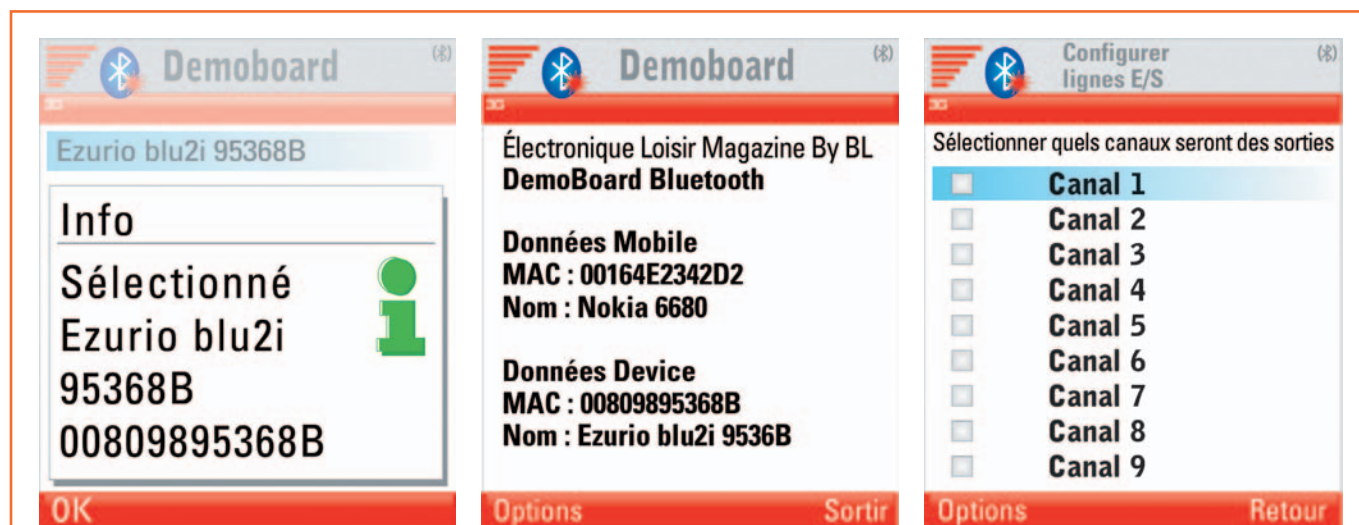 Demoboard
3G
Ezurio blu2i 95368B
Info
Sélectionné
Ezurio blu2i
95368B
00809895368B
OK
Demoboard
3G
Électronique Loisir Magazine By BL
DemoBoard Bluetooth
Données Mobile
MAC : 00164E2342D2
Nom : Nokia 6680
Données Device
MAC : 00809895368B
Nom : Ezurio blu2i 9536B
Options Sortir
Configurer
lignes E/S
3G
Sélectionner quels canaux seront des sorties
Canal 1
Canal 2
Canal 3
Canal 4
Canal 5
Canal 6
Canal 7
Canal 8
Canal 9
Options Retour